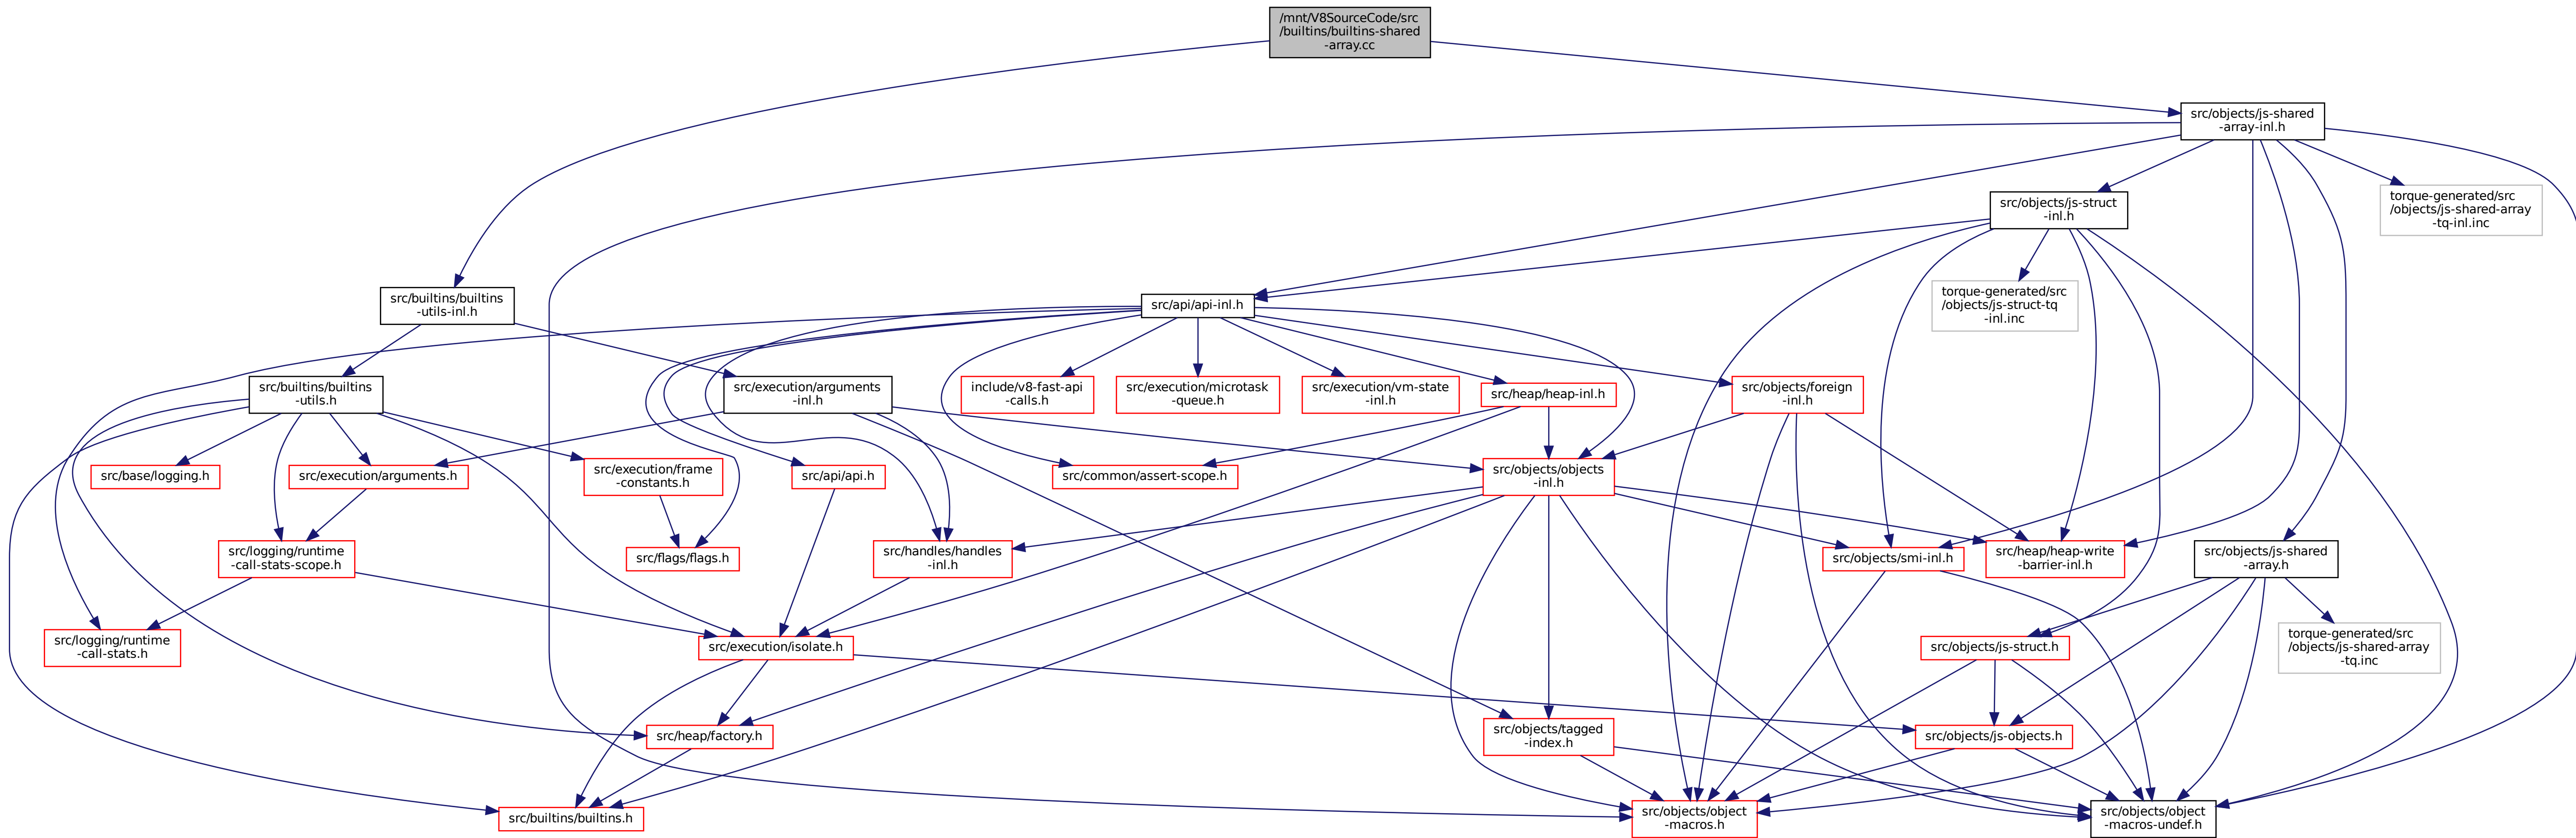 /mnt/V8SourceCode/src
/builtins/builtins-shared
-array.cc
src/objects/js-shared
-array-inl.h
src/objects/js-struct
-inl.h
torque-generated/src
/objects/js-shared-array
-tq-inl.inc
src/builtins/builtins
-utils-inl.h
src/api/api-inl.h
torque-generated/src
/objects/js-struct-tq
-inl.inc
src/builtins/builtins
-utils.h
src/execution/arguments
-inl.h
include/v8-fast-api
-calls.h
src/execution/microtask
-queue.h
src/execution/vm-state
-inl.h
src/heap/heap-inl.h
src/objects/foreign
-inl.h
src/base/logging.h
src/execution/arguments.h
src/execution/frame
-constants.h
src/api/api.h
src/common/assert-scope.h
src/objects/objects
-inl.h
src/logging/runtime
-call-stats-scope.h
src/flags/flags.h
src/handles/handles
-inl.h
src/objects/smi-inl.h
src/heap/heap-write
-barrier-inl.h
src/objects/js-shared
-array.h
src/logging/runtime
-call-stats.h
src/execution/isolate.h
src/objects/js-struct.h
torque-generated/src
/objects/js-shared-array
-tq.inc
src/heap/factory.h
src/objects/tagged
-index.h
src/objects/js-objects.h
src/builtins/builtins.h
src/objects/object
-macros.h
src/objects/object
-macros-undef.h